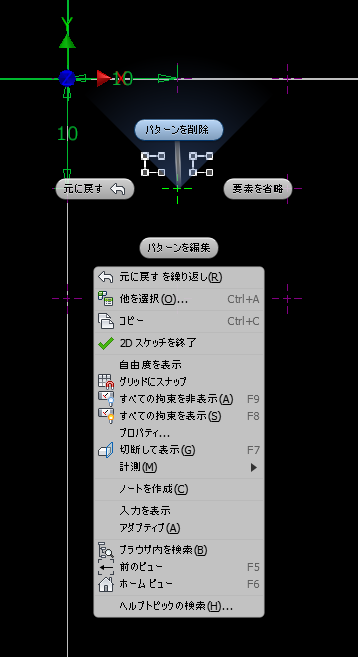 Y
10
X
10
パターンを削除
元に戻す
要素を省略
パターンを編集
元に戻す を繰り返し(R)
他を選択(O)... Ctrl+A
コピー Ctrl+C
2D スケッチを終了
自由度を表示
グリッドにスナップ
すべての拘束を非表示(A) F9
すべての拘束を表示(S) F8
プロパティ...
切断して表示(G) F7
計測(M)
ノートを作成(C)
入力を表示
アダプティブ(A)
ブラウザ内を検索(B)
前のビュー F5
ホーム ビュー F6
ヘルプトピックの検索(H)...